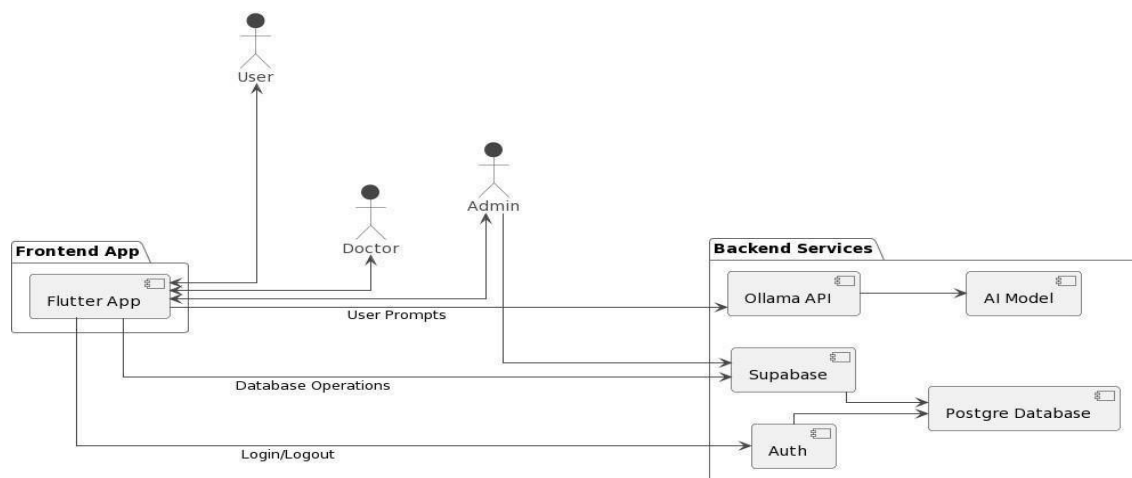 User
Admin
Doctor
Frontend App
Flutter App
Backend Services
Ollama API
AI Model
User Prompts
Supabase
Database Operations
Postgre Database
Auth
Login/Logout